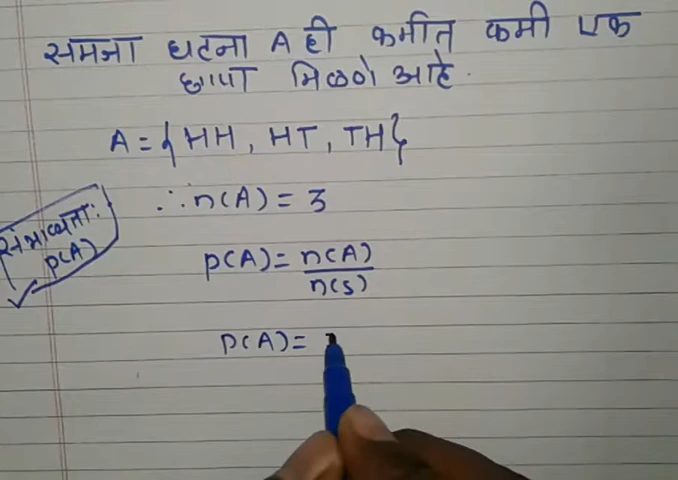 समजा घटना A ही कमीत कमी एक
छापा मिळणे आहे.
A = { HH, HT, TH }
∴ n(A) = 3
संभाव्यता:
P(A)
P(A) = n(A)
n(S)
P(A) =